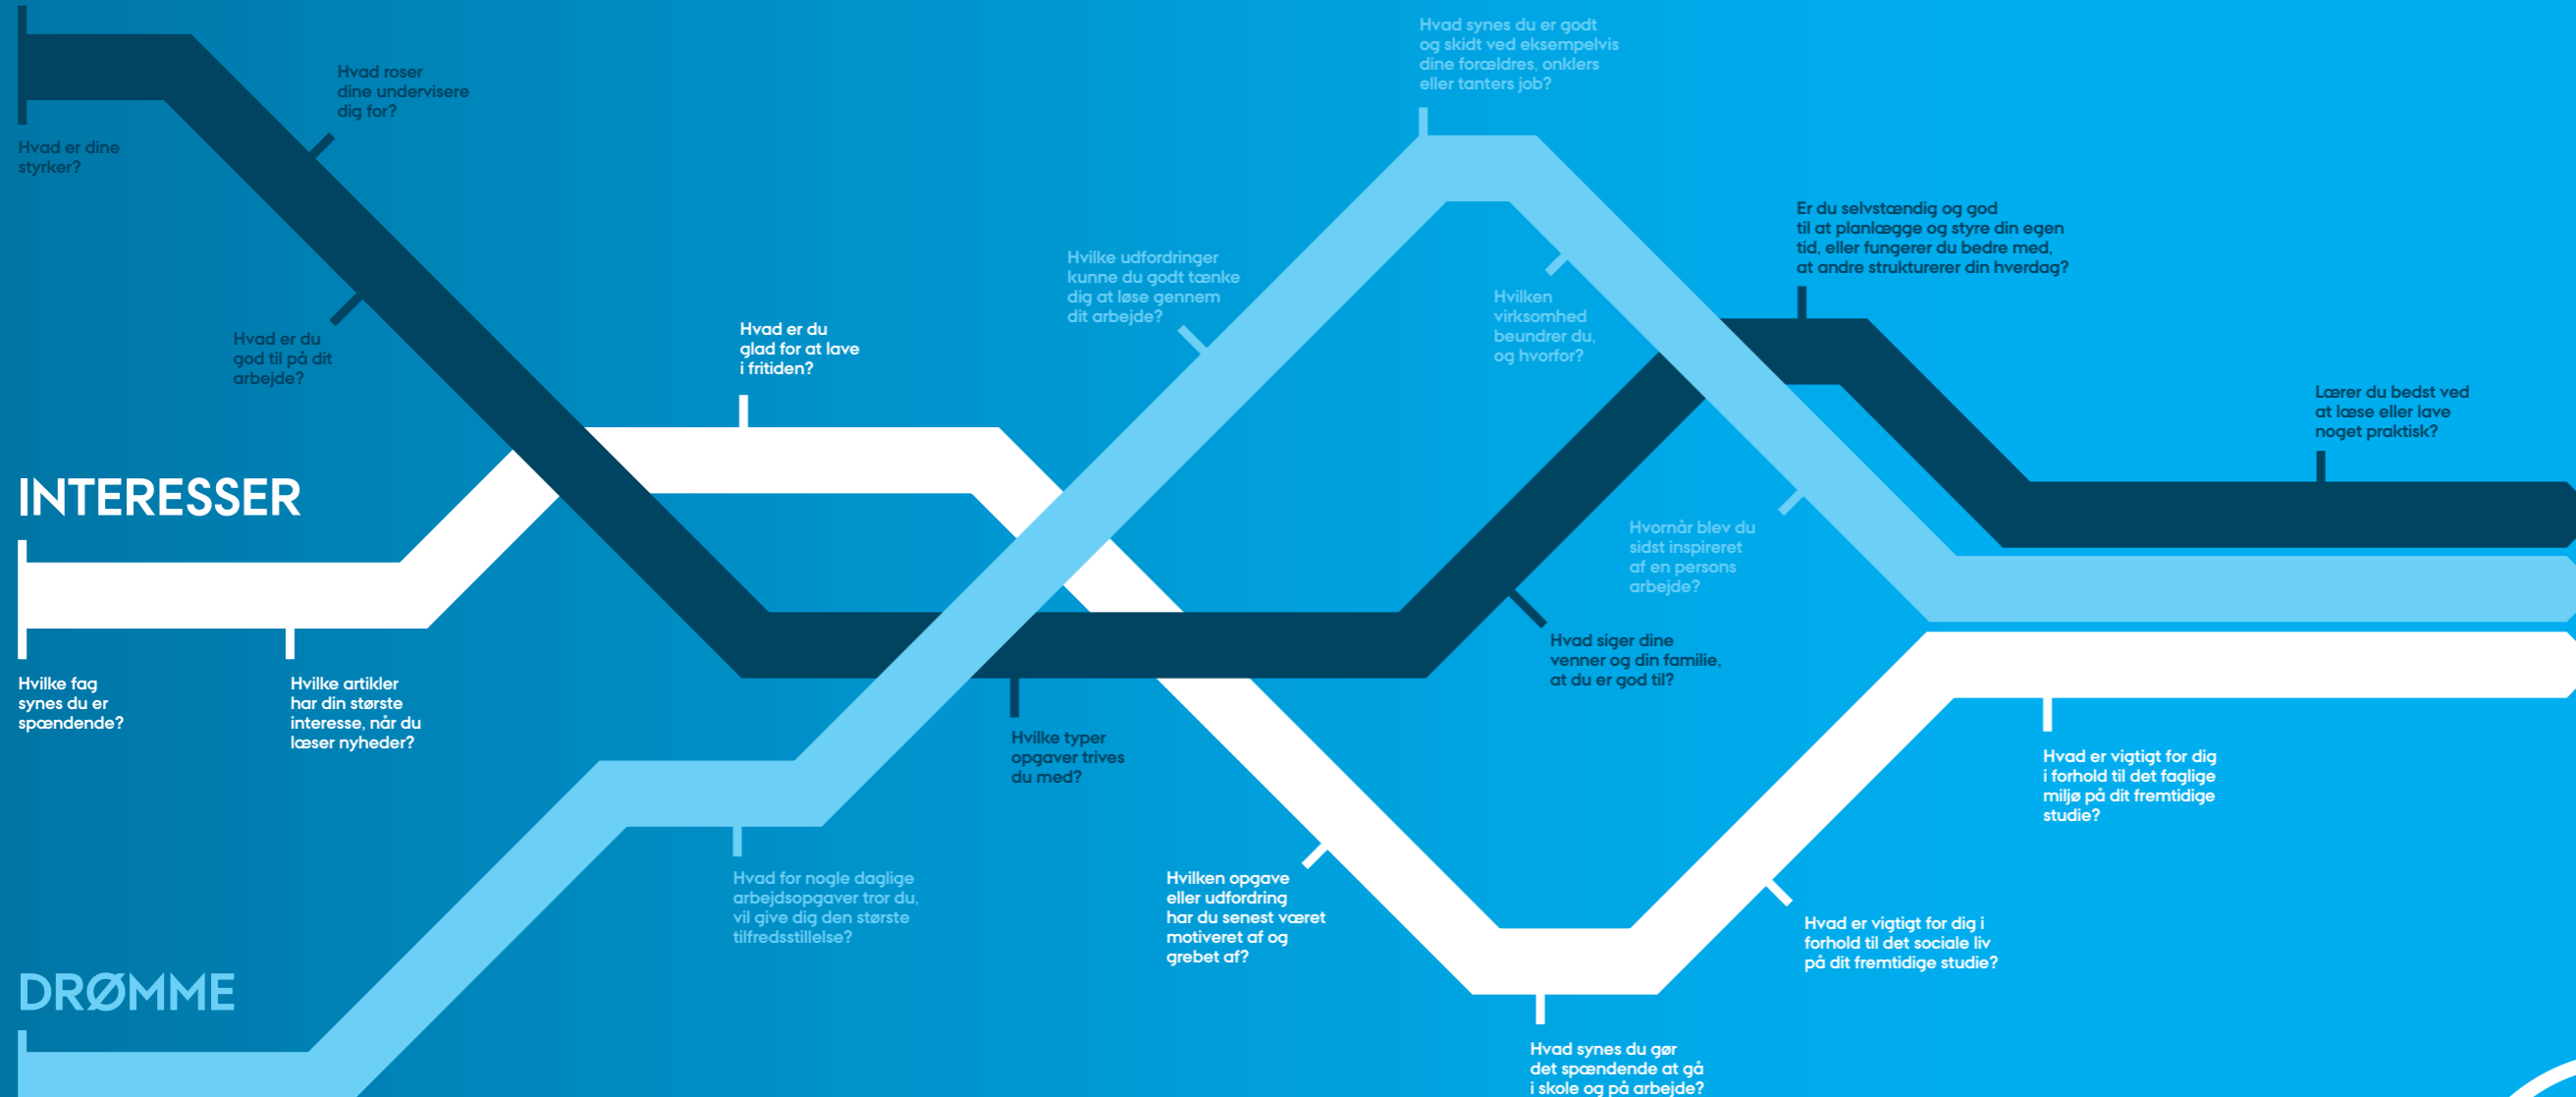 Hvad er dine
styrker?
Hvad roser
dine undervisere
dig for?
Hvad er du
god til på dit
arbejde?
INTERESSER
Hvilke fag
synes du er
spændende?
Hvilke artikler
har din største
interesse, når du
læser nyheder?
Hvad er du
glad for at lave
i fritiden?
DRØMME
Hvad for nogle daglige
arbejdsopgaver tror du,
vil give dig den største
tilfredsstillelse?
Hvilke typer
opgaver trives
du med?
Hvilke udfordringer
kunne du godt tænke
dig at løse gennem
dit arbejde?
Hvilken opgave
eller udfordring
har du senest været
motiveret af og
grebet af?
Hvad synes du er godt
og skidt ved eksempelvis
dine forældres, onklers
eller tanters job?
Hvilken
virksomhed
beundrer du,
og hvorfor?
Hvornår blev du
sidst inspireret
af en persons
arbejde?
Hvad siger dine
venner og din familie,
at du er god til?
Hvad synes du gør
det spændende at gå
i skole og på arbejde?
Er du selvstændig og god
til at planlægge og styre din egen
tid, eller fungerer du bedre med,
at andre strukturerer din hverdag?
Hvad er vigtigt for dig i
forhold til det sociale liv
på dit fremtidige studie?
Hvad er vigtigt for dig
i forhold til det faglige
miljø på dit fremtidige
studie?
Lærer du bedst ved
at læse eller lave
noget praktisk?